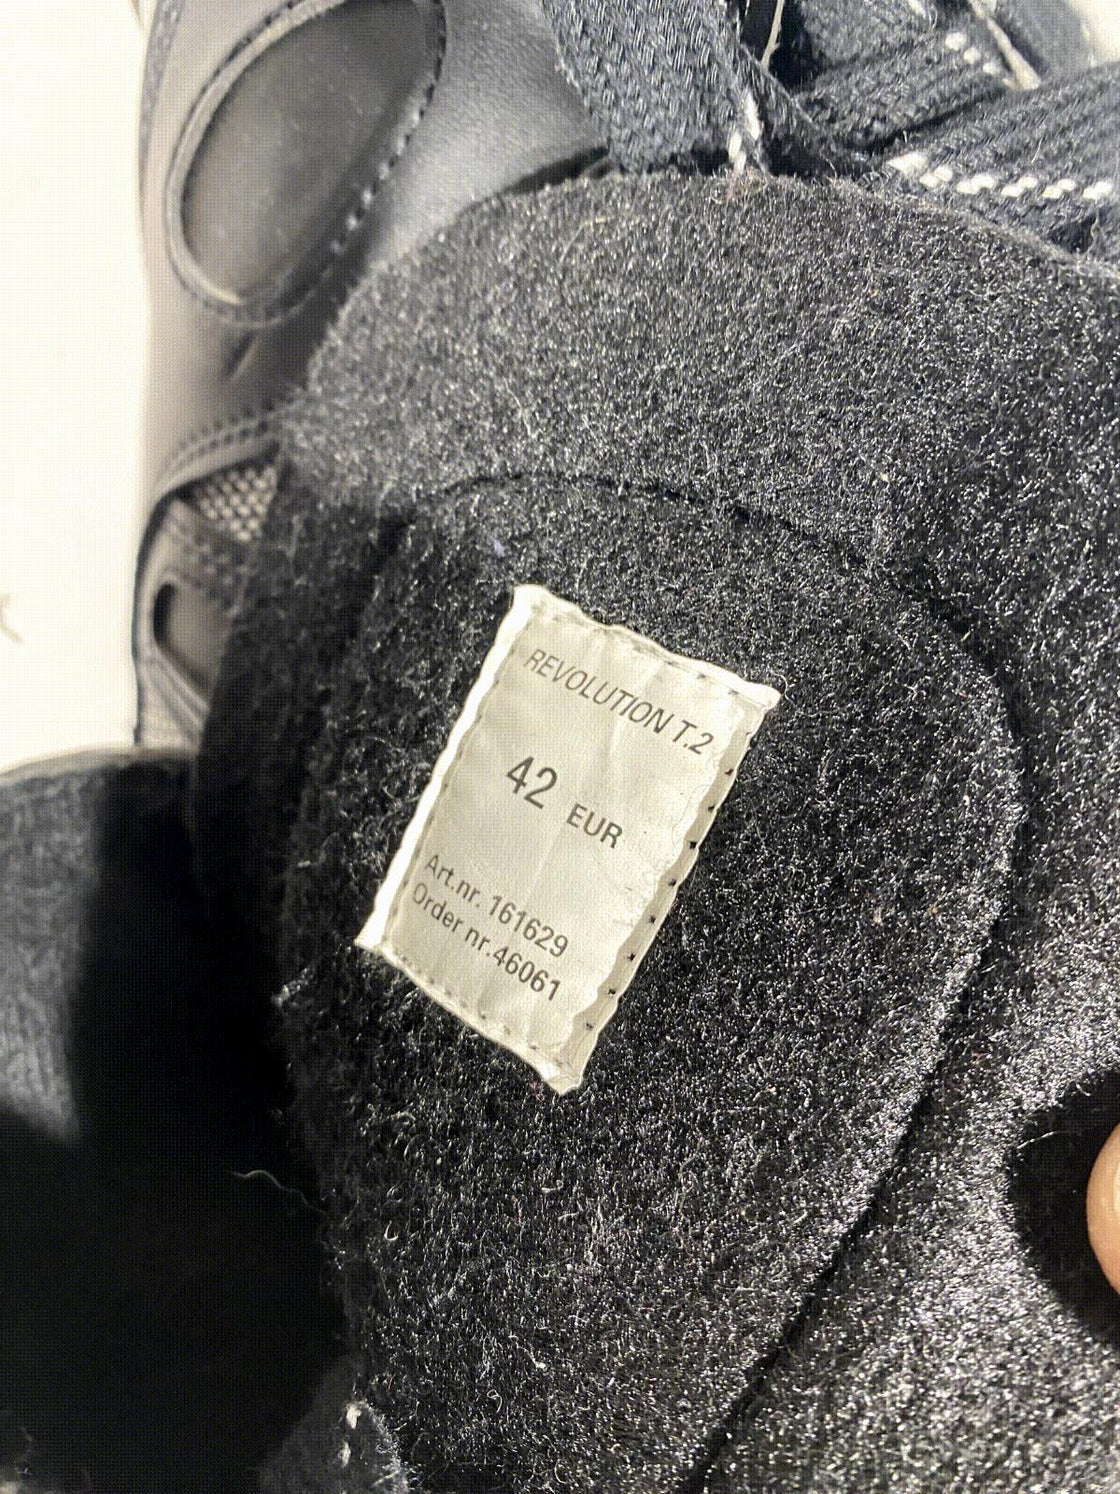 REVOLUTION T.2
42 EUR
Art.nr. 161629
Order nr.46061